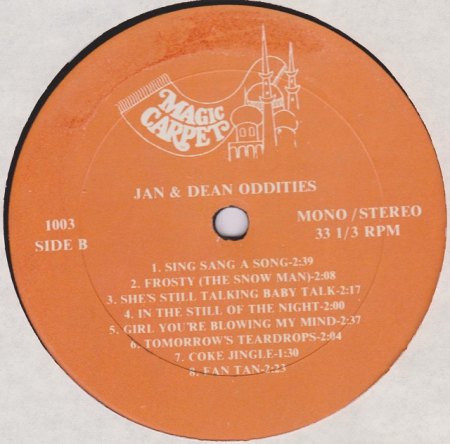 MAGIC
CARPET
JAN & DEAN ODDITIES
1003
SIDE B
MONO/STEREO
33 1/3 RPM
1. SING SANG A SONG-2:39
2. FROSTY (THE SNOW MAN)-2:08
3. SHE'S STILL TALKING BABY TALK-2:17
4. IN THE STILL OF THE NIGHT-2:00
5. GIRL YOU'RE BLOWING MY MIND-2:37
6. TOMORROW'S TEARDROPS-2:04
7. COKE JINGLE-1:30
8. FAN TAN-2:23